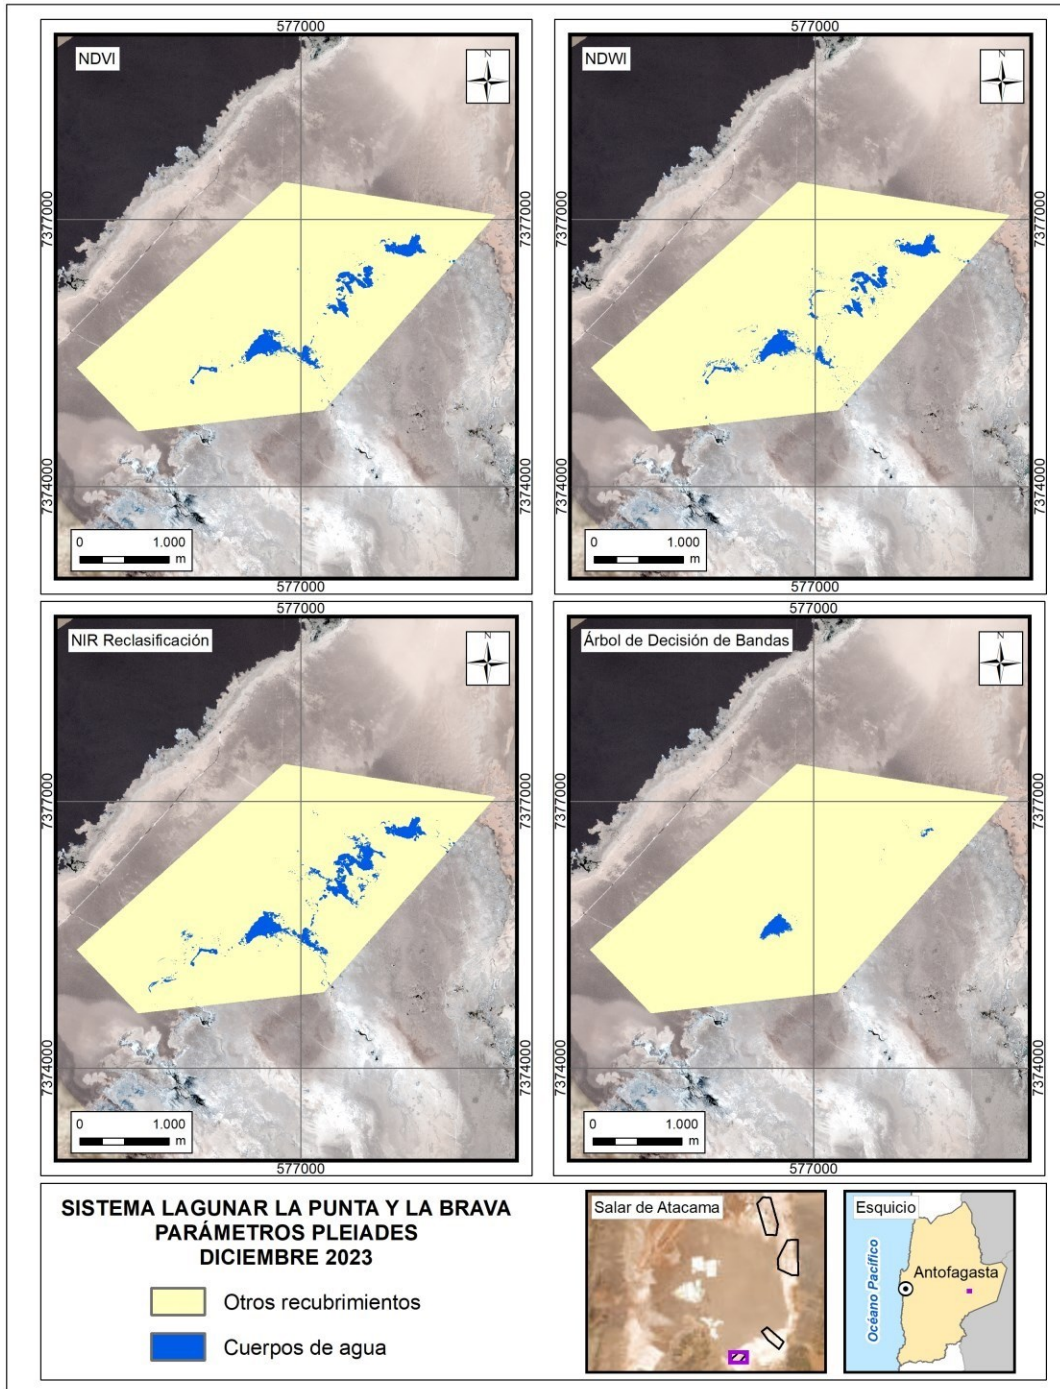 577000
577000
NDVI
N
NDWI
N
7377000
7377000
7377000
7377000
7374000
7374000
7374000
7374000
0 1.000
m
0 1.000
m
577000
577000
577000
577000
NIR Reclasificación
N
Árbol de Decisión de Bandas
N
7377000
7377000
7377000
7377000
7374000
7374000
7374000
7374000
0 1.000
m
0 1.000
m
577000
577000
SISTEMA LAGUNAR LA PUNTA Y LA BRAVA
PARÁMETROS PLEIADES
DICIEMBRE 2023
Otros recubrimientos
Cuerpos de agua
Salar de Atacama
Esquicio
Océano Pacífico
Antofagasta